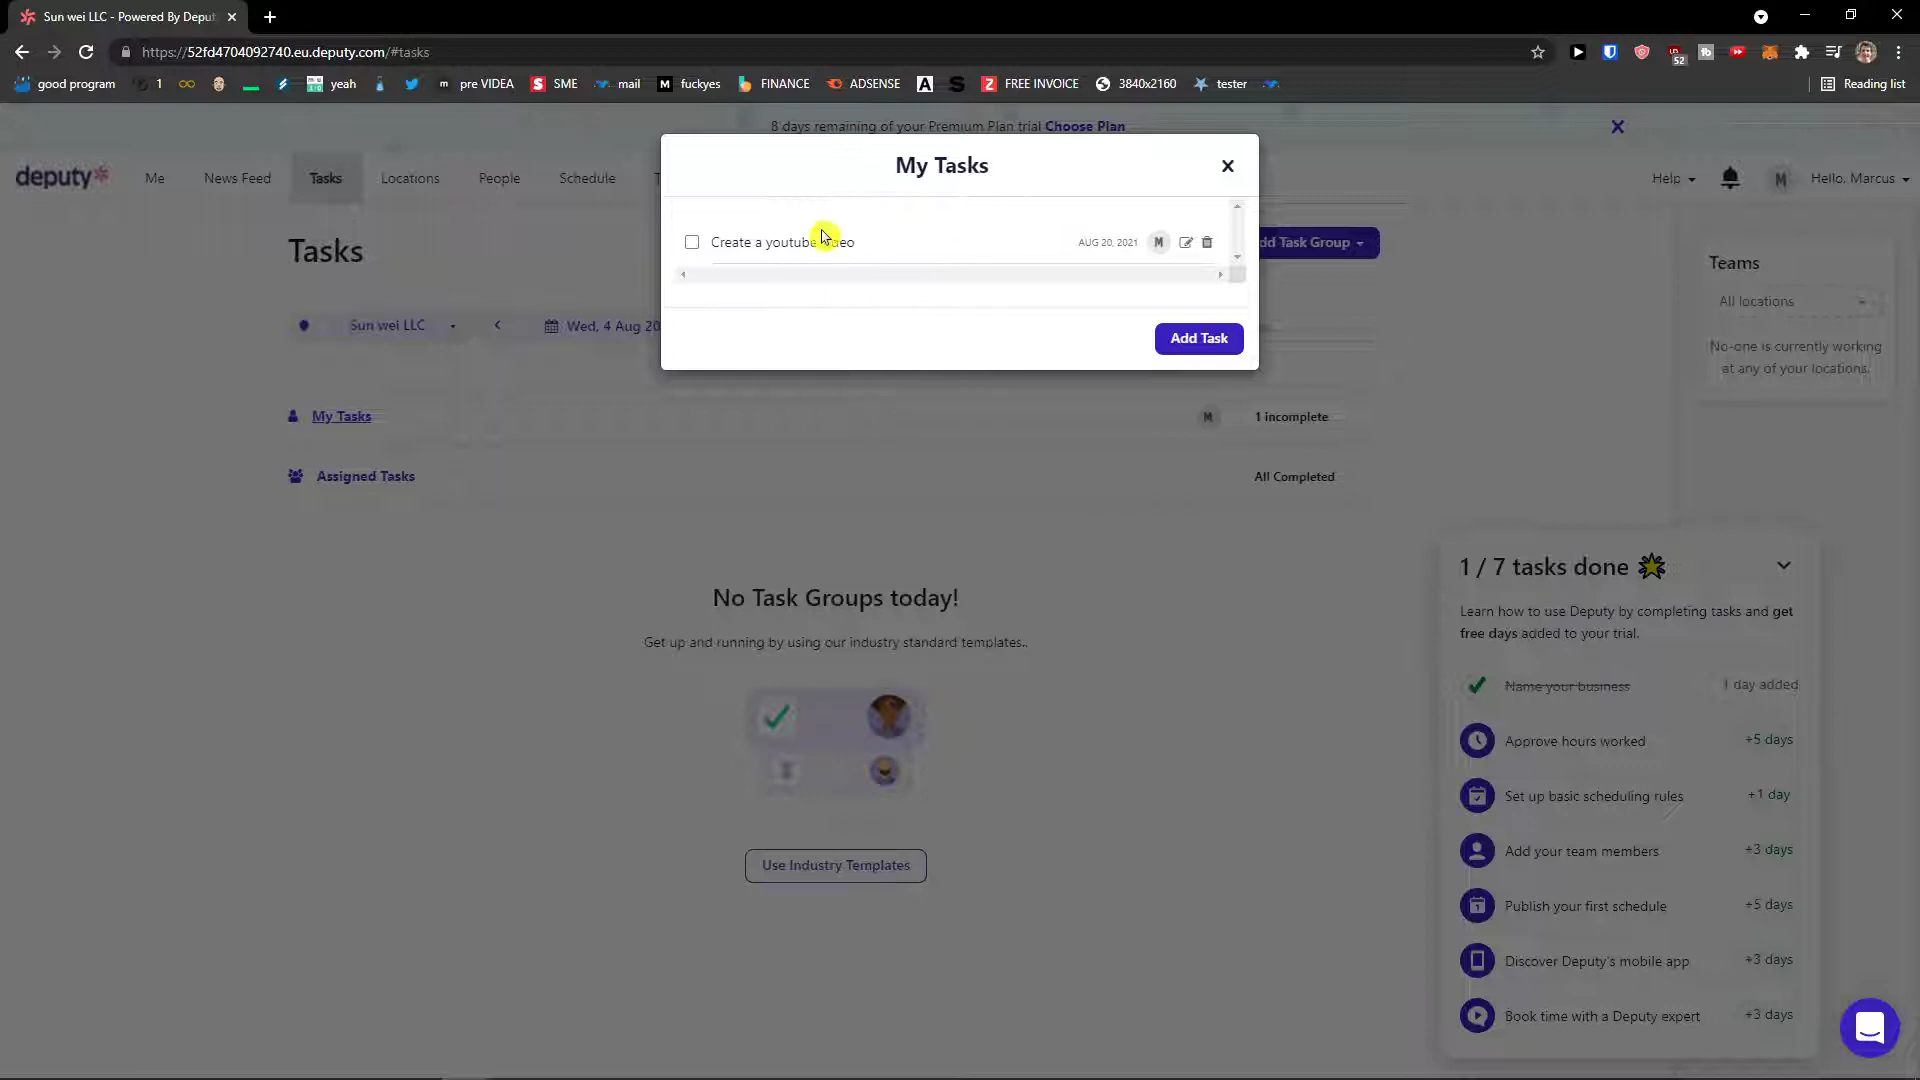 Sun wei LLC - Powered By Deput
https://52fd4704092740.eu.deputy.com/#tasks
52
good program
1
yeah
pre VIDEA
SME
mail
fuckyes
FINANCE
ADSENSE
FREE INVOICE
3840x2160
tester
Reading list
8 days remaining of your Premium Plan trial Choose Plan
My Tasks
deputy
Me
News Feed
Tasks
Locations
People
Schedule
Help
M
Hello, Marcus
Create a youtube
AUG 20, 2021
M
Add Task
Tasks
dd Task Group
Sun wei LLC
Wed, 4 Aug 20
Teams
All locations
No-one is currently working
at any of your locations.
My Tasks
M
1 incomplete
Assigned Tasks
All Completed
No Task Groups today!
Get up and running by using our industry standard templates..
Use Industry Templates
1 / 7 tasks done
Learn how to use Deputy by completing tasks and get
free days added to your trial.
Name your business
1 day added
Approve hours worked
+5 days
Set up basic scheduling rules
+1 day
Add your team members
+3 days
Publish your first schedule
+5 days
Discover Deputy's mobile app
+3 days
Book time with a Deputy expert
+3 days